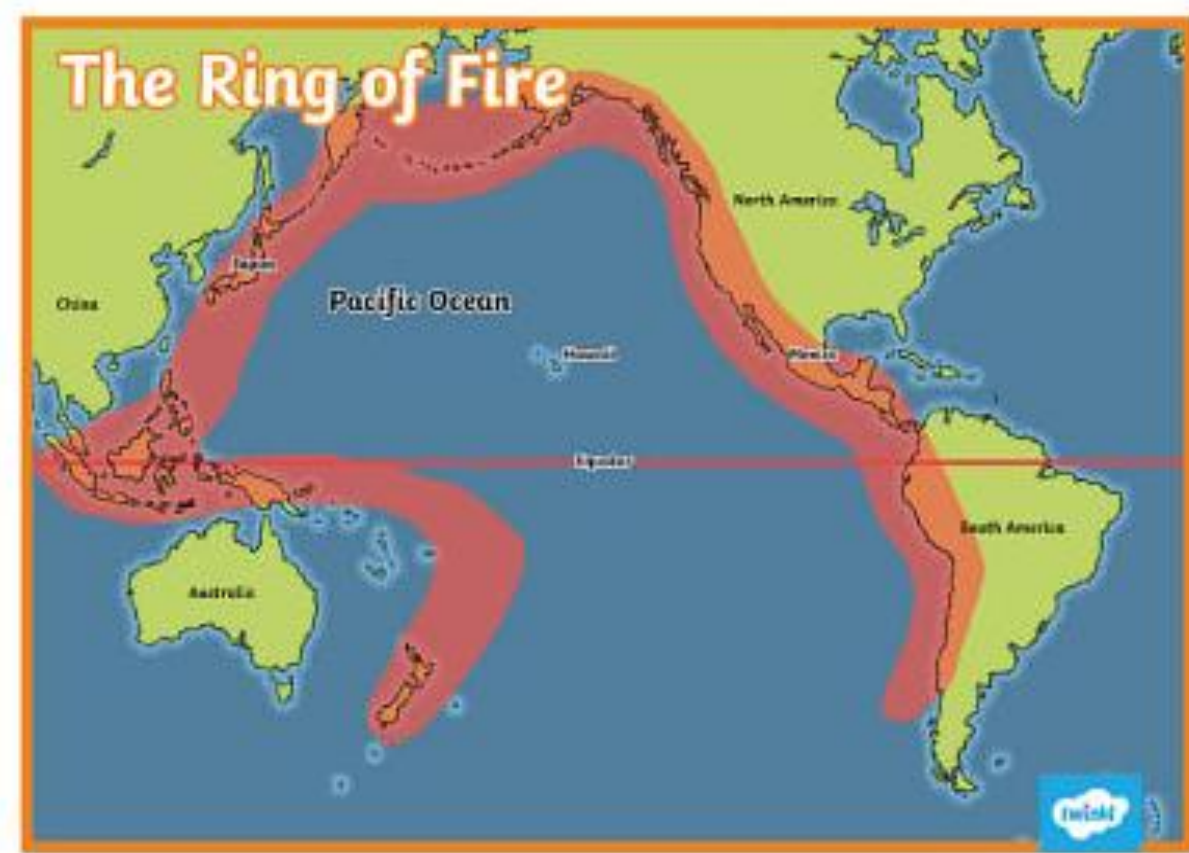 The Ring of Fire
North America
Japan
China
Pacific Ocean
Hawaii
Mexico
Equator
South America
Australia
twinkl